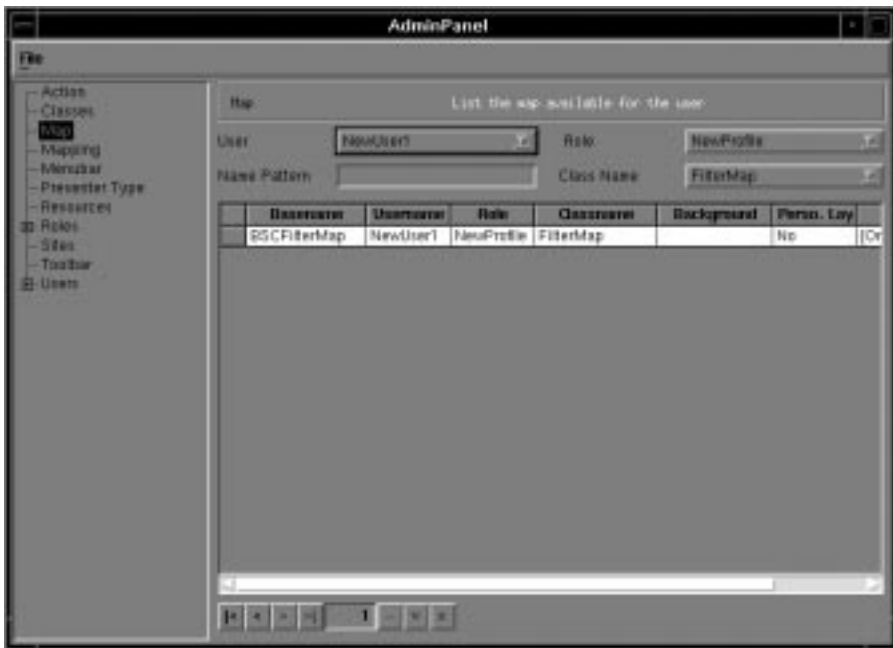 AdminPanel
File
Action
Classes
Map
Mapping
Menubar
Presenter Type
Resources
Roles
Sites
Toolbar
Users
Map List the map available for the user
User NewUser1 Role NewProfile
Name Pattern Class Name FilterMap
Basename Username Role Classname Background Perso. Lay
BSCFilterMap NewUser1 NewProfile FilterMap No
1